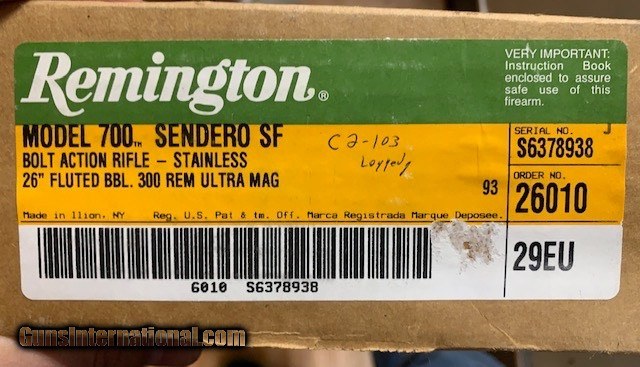 Remington®
VERY IMPORTANT:
Instruction Book
enclosed to assure
safe use of this
firearm.
MODEL 700™ SENDERO SF
BOLT ACTION RIFLE – STAINLESS
26" FLUTED BBL. 300 REM ULTRA MAG
C2-103
Logged
93
SERIAL NO. J
S6378938
ORDER NO.
26010
Made in Ilion, NY Reg. U.S. Pat & tm. Off. Marca Registrada Marque Deposee.
29EU
6010 S6378938
GunsInternational.com